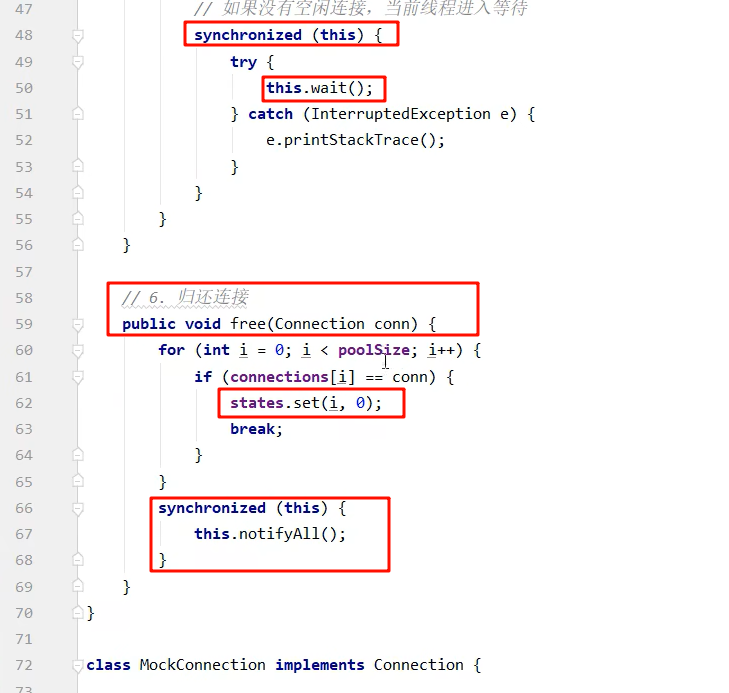 47 // 如果没有空闲连接，当前线程进入等待
48 synchronized (this) {
49 try {
50 this.wait();
51 } catch (InterruptedException e) {
52 e.printStackTrace();
53 }
54 }
55 }
56 }
57
58 // 6. 归还连接
59 public void free(Connection conn) {
60 for (int i = 0; i < poolSize; i++) {
61 if (connections[i] == conn) {
62 states.set(i, 0);
63 break;
64 }
65 }
66 synchronized (this) {
67 this.notifyAll();
68 }
69 }
70 }
71
72 class MockConnection implements Connection {
73